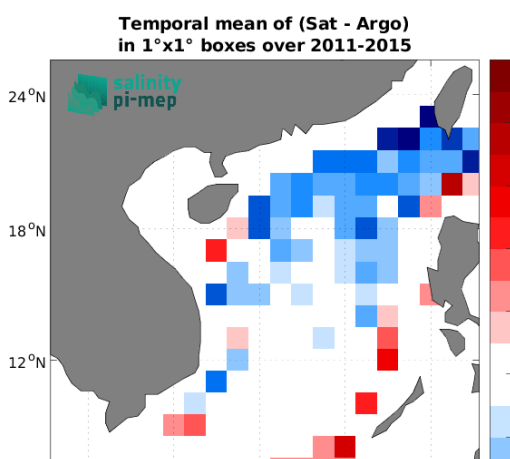 Temporal mean of (Sat - Argo)
in 1°x1° boxes over 2011-2015
salinity
pi-mep
24°N
18°N
12°N